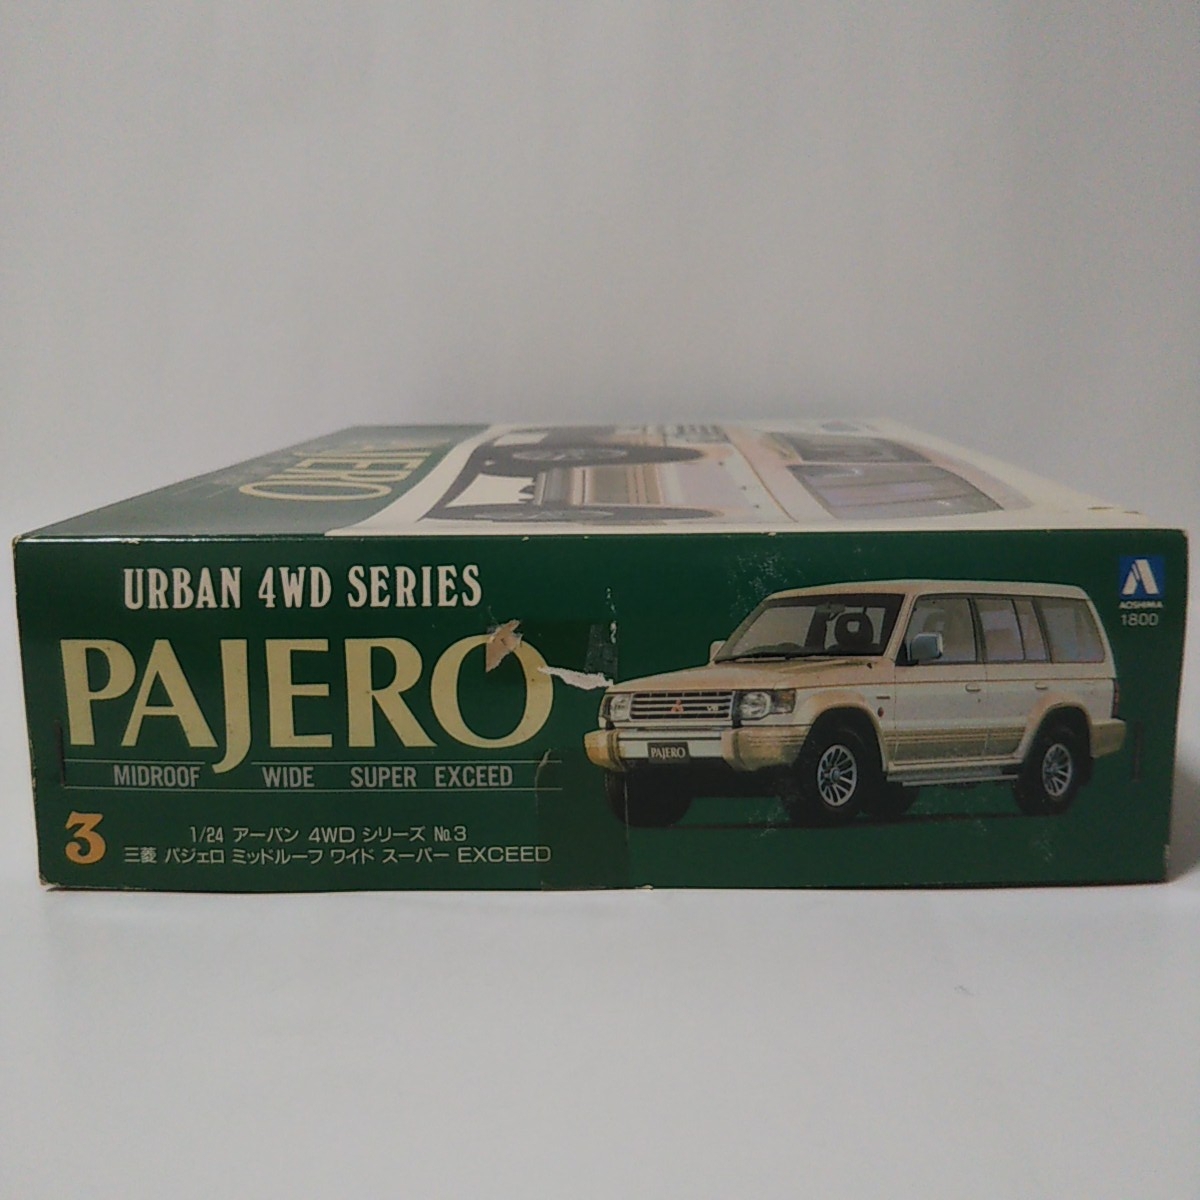 PAJERO
URBAN 4WD SERIES
PAJERO
MIDROOF WIDE SUPER EXCEED
3
1/24 アーバン 4WD シリーズ №3
三菱 パジェロ ミッドルーフ ワイド スーパー EXCEED
PAJERO
AOSHIMA
1800